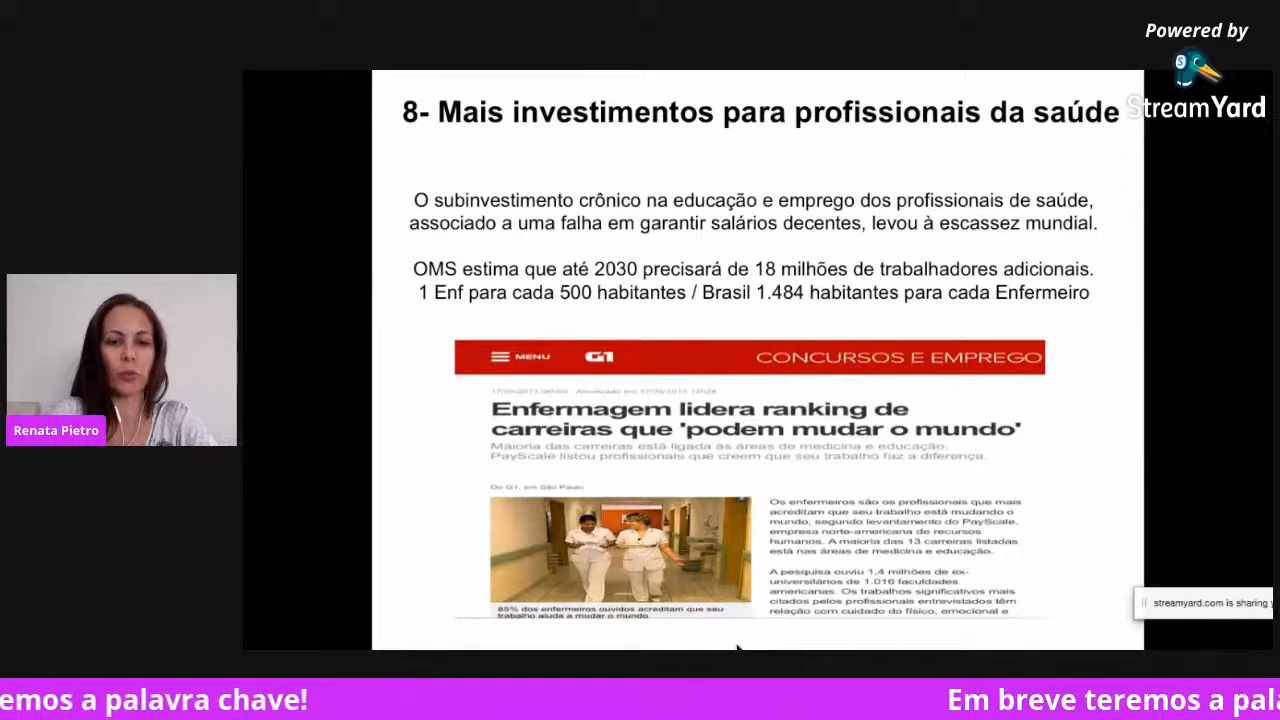 Powered by
StreamYard
8- Mais investimentos para profissionais da saúde
O subinvestimento crônico na educação e emprego dos profissionais de saúde,
associado a uma falha em garantir salários decentes, levou à escassez mundial.
OMS estima que até 2030 precisará de 18 milhões de trabalhadores adicionais.
1 Enf para cada 500 habitantes / Brasil 1.484 habitantes para cada Enfermeiro
MENU G1 CONCURSOS E EMPREGO
Enfermagem lidera ranking de
carreiras que 'podem mudar o mundo'
Maioria das carreiras está ligada às áreas de medicina e educação.
PayScale listou profissionais que creem que seu trabalho faz a diferença.
Do G1, em São Paulo
Os enfermeiros são os profissionais que mais
acreditam que seu trabalho está mudando o
mundo, segundo levantamento do PayScale,
empresa norte-americana de recursos
humanos. A maioria das 13 carreiras listadas
está nas áreas de medicina e educação.
A pesquisa ouviu 1,4 milhões de ex-
universitários de 1.016 faculdades
americanas. Os trabalhos significativos mais
citados pelos profissionais entrevistados têm
relação com cuidado do físico, emocional e
85% dos enfermeiros ouvidos acreditam que seu
trabalho ajuda a mudar o mundo
Renata Pietro
streamyard.com is sharing y
emos a palavra chave!
Em breve teremos a pala